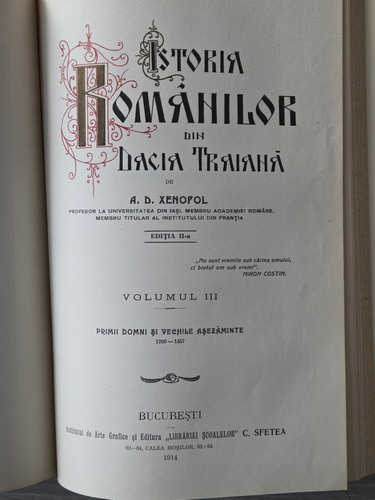 ISTORIA
ROMÂNILOR
DIN
DACIA TRAIANĂ
DE
A. D. XENOPOL
PROFESOR LA UNIVERSITATEA DIN IAȘI, MEMBRU ACADEMIEI ROMÂNE,
MEMBRU TITULAR AL INSTITUTULUI DIN FRANȚIA
EDIȚIA II-a
„Nu sunt vremile sub cârma omului,
ci bietul om sub vremi“.
MIRON COSTIN.
VOLUMUL III
PRIMII DOMNI ȘI VECHILE AȘEZĂMINTE
1290—1457
BUCUREȘTI
Institutul de Arte Grafice și Editura „LIBRĂRIEI ȘCOALELOR“ C. SFETEA
62—64, CALEA MOȘILOR, 62—64
1914